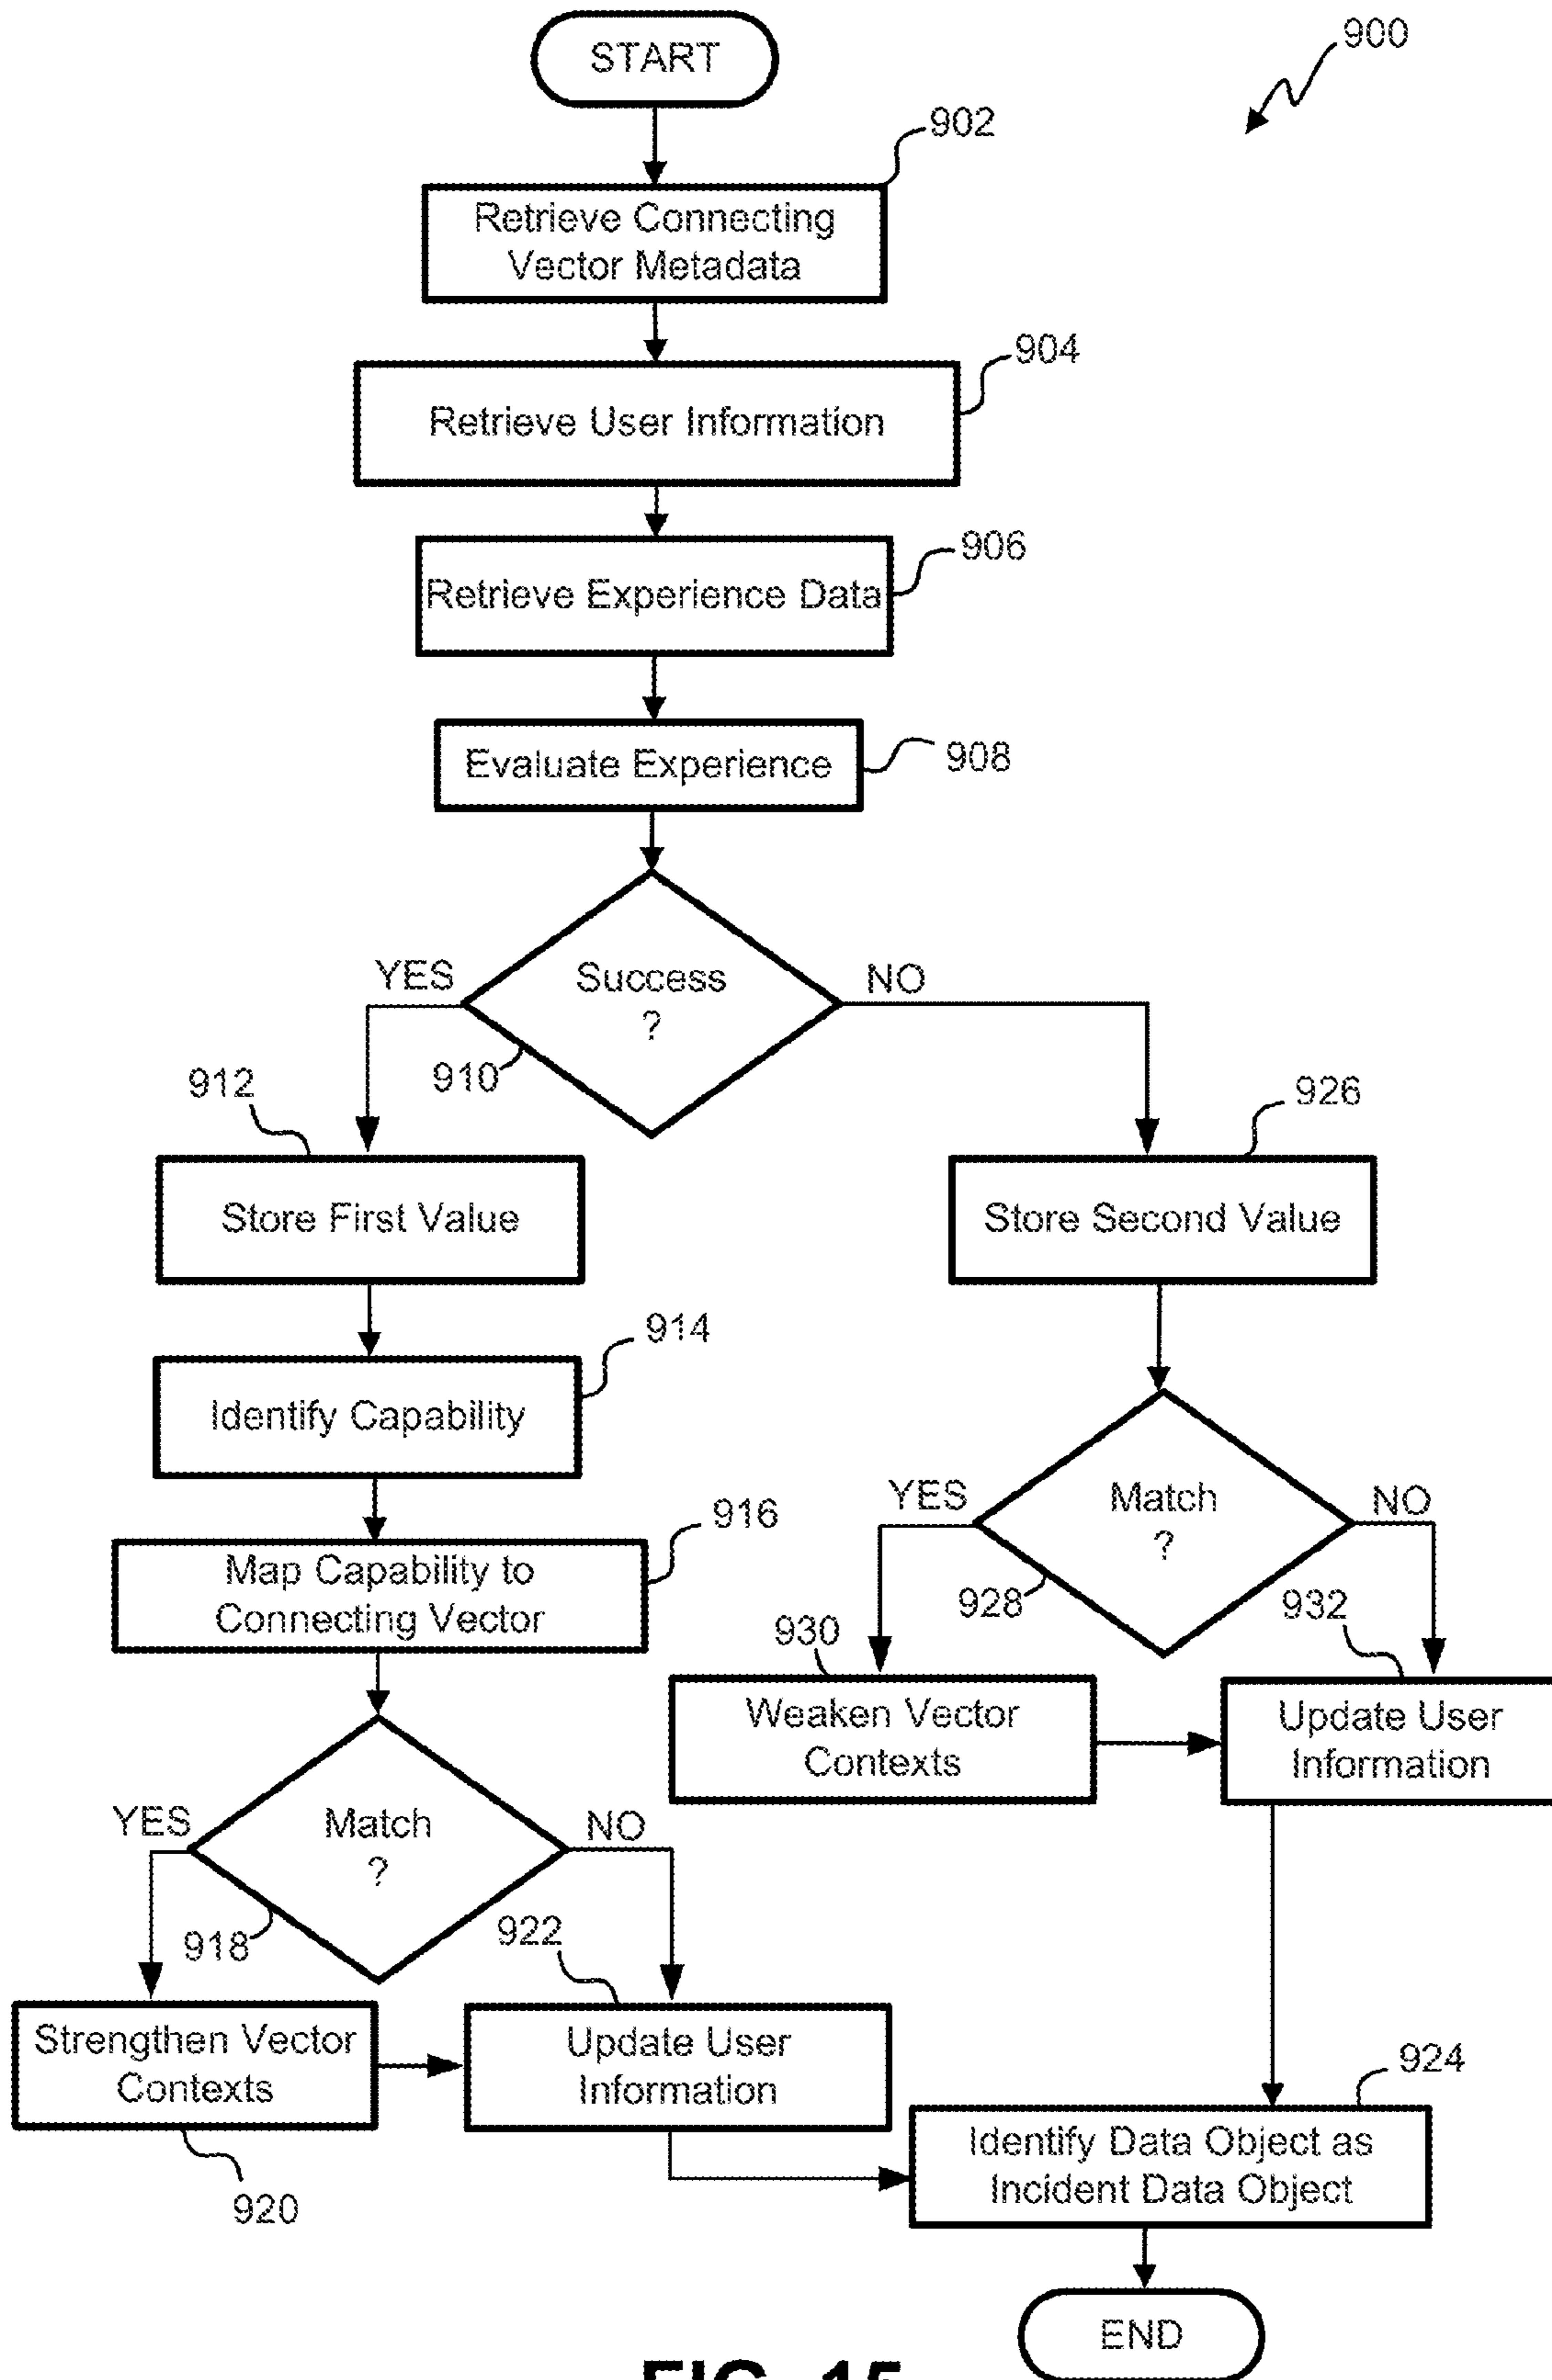 START
900
902
Retrieve Connecting
Vector Metadata
904
Retrieve User Information
906
Retrieve Experience Data
Evaluate Experience
908
YES
Success
?
NO
910
912
926
Store First Value
Store Second Value
914
Identify Capability
YES
Match
?
NO
916
Map Capability to
Connecting Vector
928
932
930
Weaken Vector
Contexts
Update User
Information
YES
Match
?
NO
918
922
Strengthen Vector
Contexts
Update User
Information
924
Identify Data Object as
Incident Data Object
920
END
FIG. 15